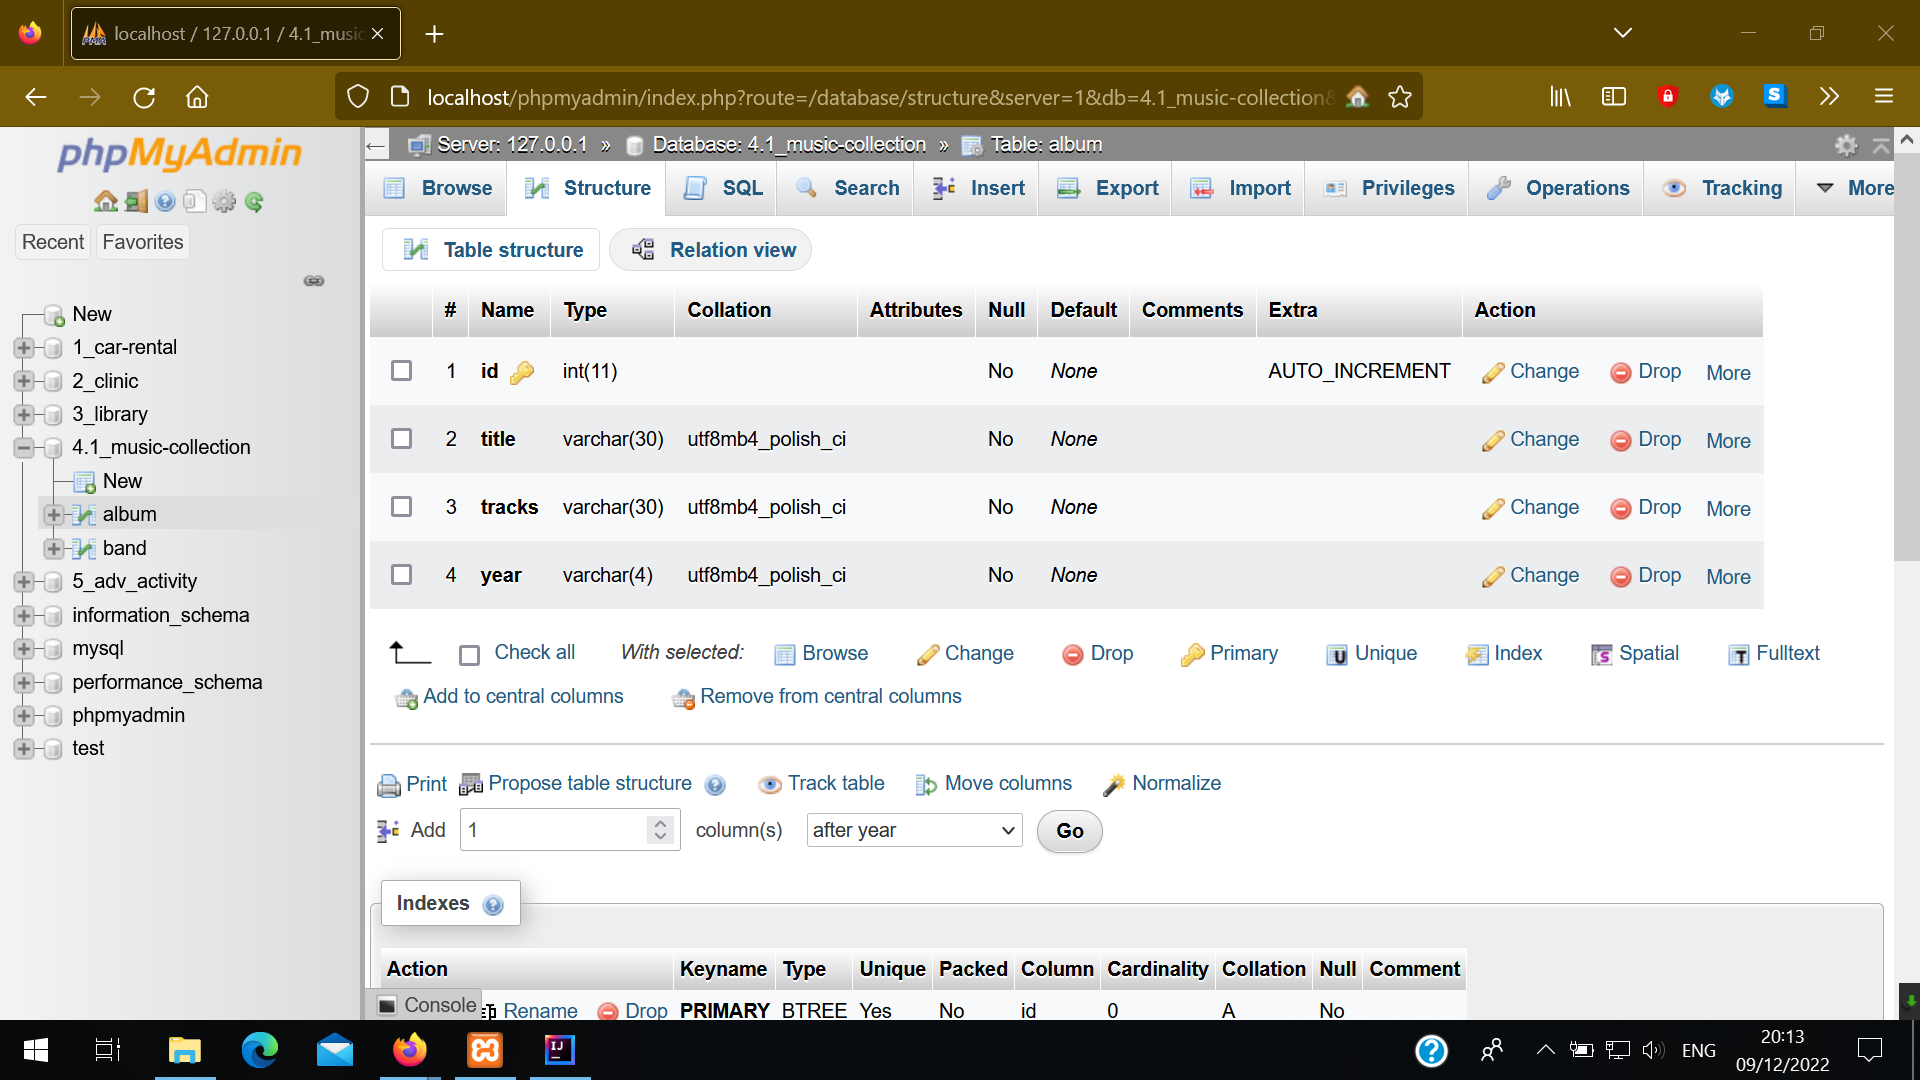 localhost / 127.0.0.1 / 4.1_music
localhost/phpmyadmin/index.php?route=/database/structure&server=1&db=4.1_music-collection&
phpMyAdmin
Recent Favorites
New
1_car-rental
2_clinic
3_library
4.1_music-collection
New
album
band
5_adv_activity
information_schema
mysql
performance_schema
phpmyadmin
test
Server: 127.0.0.1 » Database: 4.1_music-collection » Table: album
Browse Structure SQL Search Insert Export Import Privileges Operations Tracking More
Table structure Relation view
# Name Type Collation Attributes Null Default Comments Extra Action
1 id int(11) No None AUTO_INCREMENT Change Drop More
2 title varchar(30) utf8mb4_polish_ci No None Change Drop More
3 tracks varchar(30) utf8mb4_polish_ci No None Change Drop More
4 year varchar(4) utf8mb4_polish_ci No None Change Drop More
Check all With selected: Browse Change Drop Primary Unique Index Spatial Fulltext
Add to central columns Remove from central columns
Print Propose table structure Track table Move columns Normalize
Add 1 column(s) after year Go
Indexes
Action Keyname Type Unique Packed Column Cardinality Collation Null Comment
Rename Drop PRIMARY BTREE Yes No id 0 A No
Console
ENG
20:13
09/12/2022